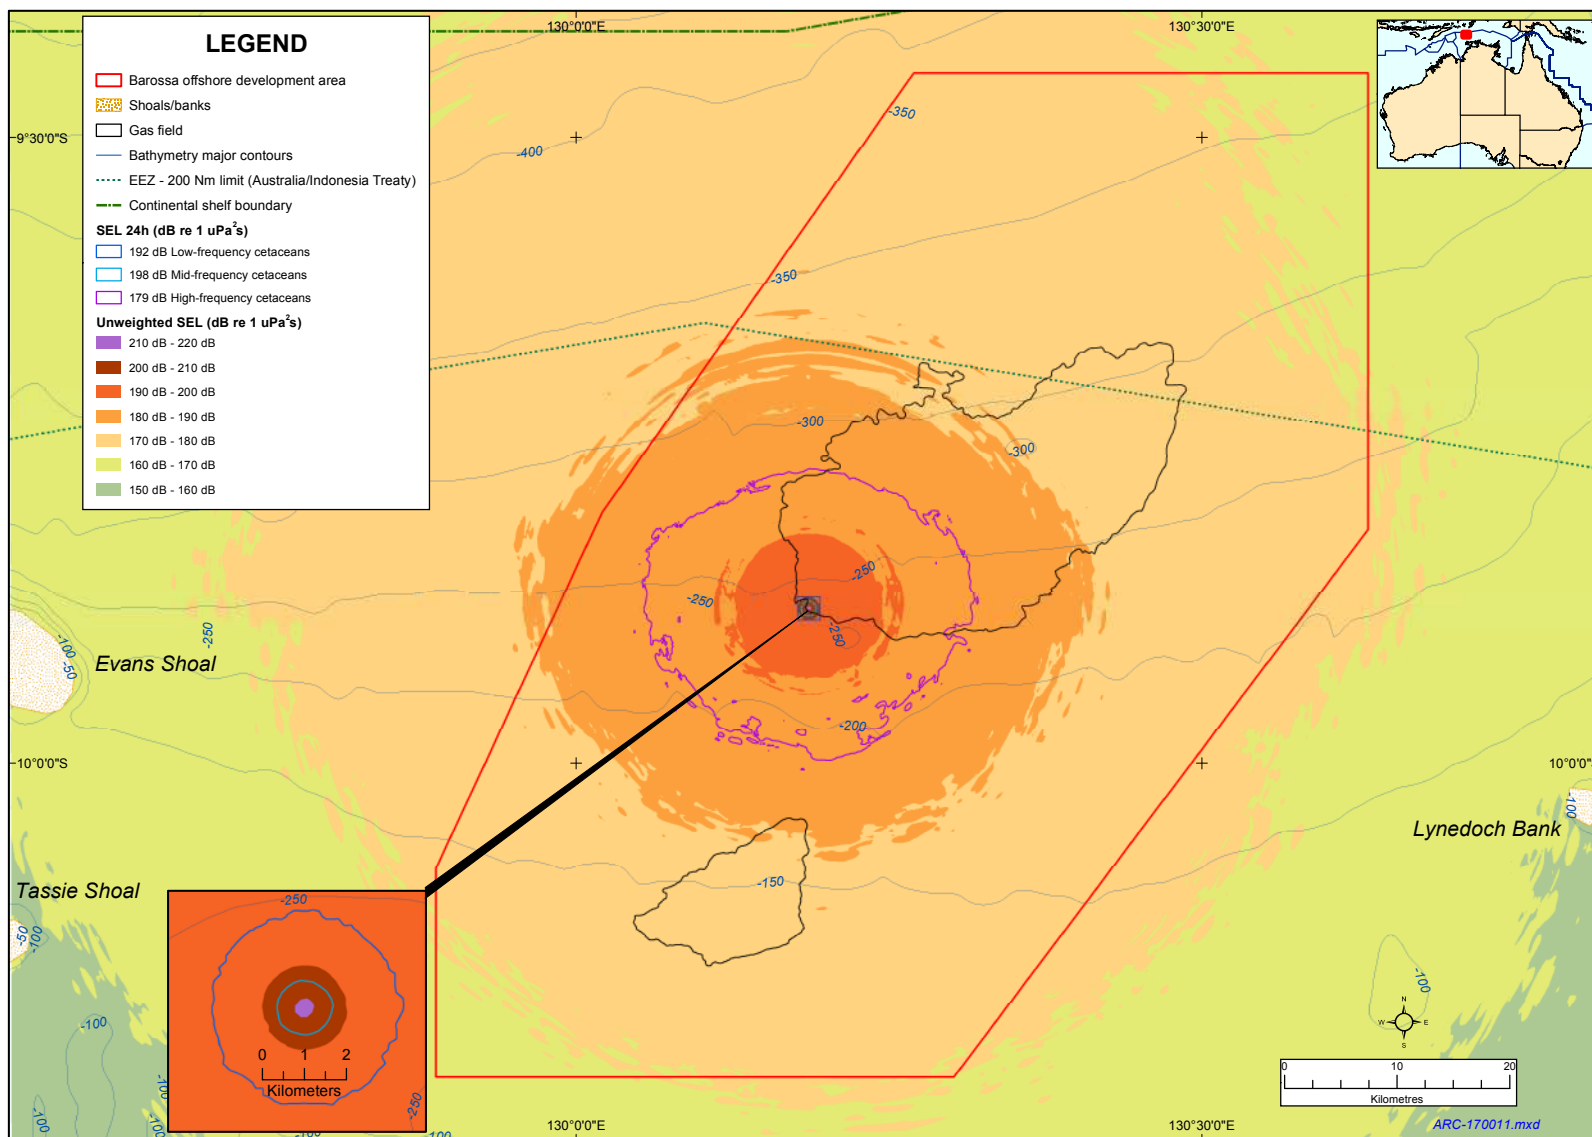 130°0'0"E
130°30'0"E
LEGEND
Barossa offshore development area
Shoals/banks
Gas field
Bathymetry major contours
EEZ - 200 Nm limit (Australia/Indonesia Treaty)
Continental shelf boundary
SEL 24h (dB re 1 uPa²s)
192 dB Low-frequency cetaceans
198 dB Mid-frequency cetaceans
179 dB High-frequency cetaceans
Unweighted SEL (dB re 1 uPa²s)
210 dB - 220 dB
200 dB - 210 dB
190 dB - 200 dB
180 dB - 190 dB
170 dB - 180 dB
160 dB - 170 dB
150 dB - 160 dB
9°30'0"S
-350
-400
-350
-300
-300
-250
-250
-250
-250
-100
-50
Evans Shoal
-200
10°0'0"S
10°0'0"S
-100
Lynedoch Bank
-150
Tassie Shoal
-50
-100
-250
-100
-100
0 1 2
Kilometers
-100
-250
-100
-100
-100
N
W E
S
0 10 20
Kilometres
130°0'0"E
130°30'0"E
ARC-170011.mxd